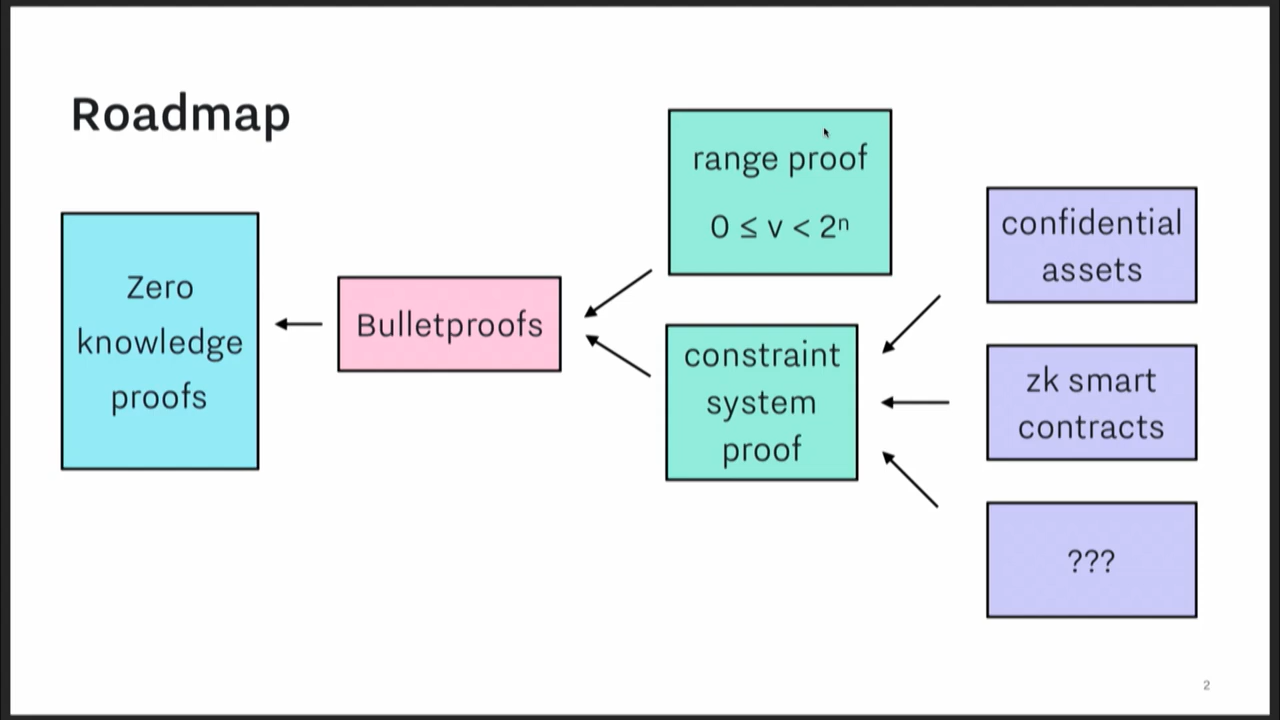 Roadmap
Zero
knowledge
proofs
Bulletproofs
range proof
0 ≤ v < 2ⁿ
constraint
system
proof
confidential
assets
zk smart
contracts
???
2